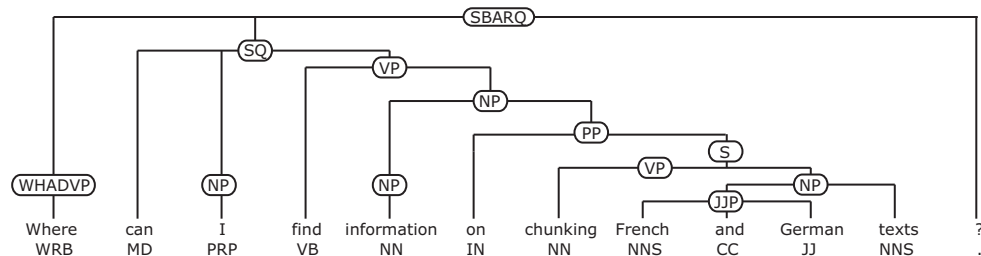 SBARQ
SQ
VP
NP
PP
S
VP
WHADVP NP NP NP
JJP
Where can I find information on chunking French and German texts ?
WRB MD PRP VB NN IN NN NNS CC JJ NNS .